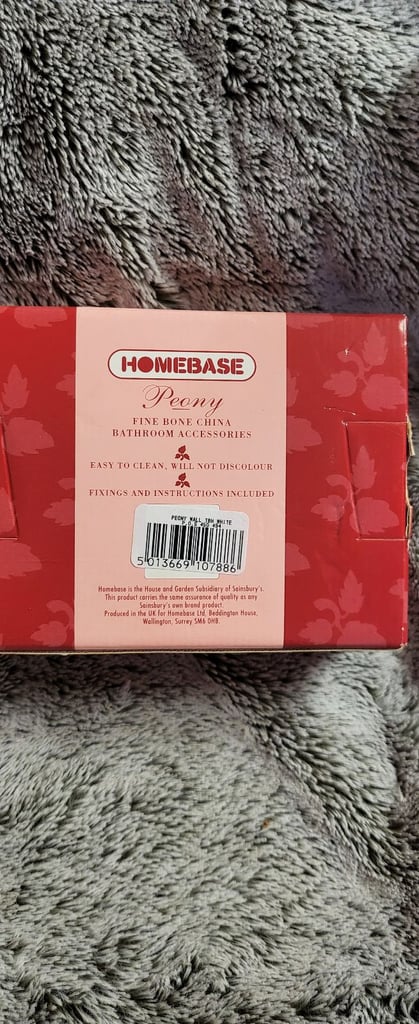 HOMEBASE
Peony
FINE BONE CHINA
BATHROOM ACCESSORIES
EASY TO CLEAN, WILL NOT DISCOLOUR
FIXINGS AND INSTRUCTIONS INCLUDED
PEONY WALL TBH WHITE
5 013669 107886
Homebase is the House and Garden Subsidiary of Sainsbury's.
This product carries the same assurance of quality as any
Sainsbury's own brand product.
Produced in the UK for Homebase Ltd, Beddington House,
Wallington, Surrey SM6 0HB.